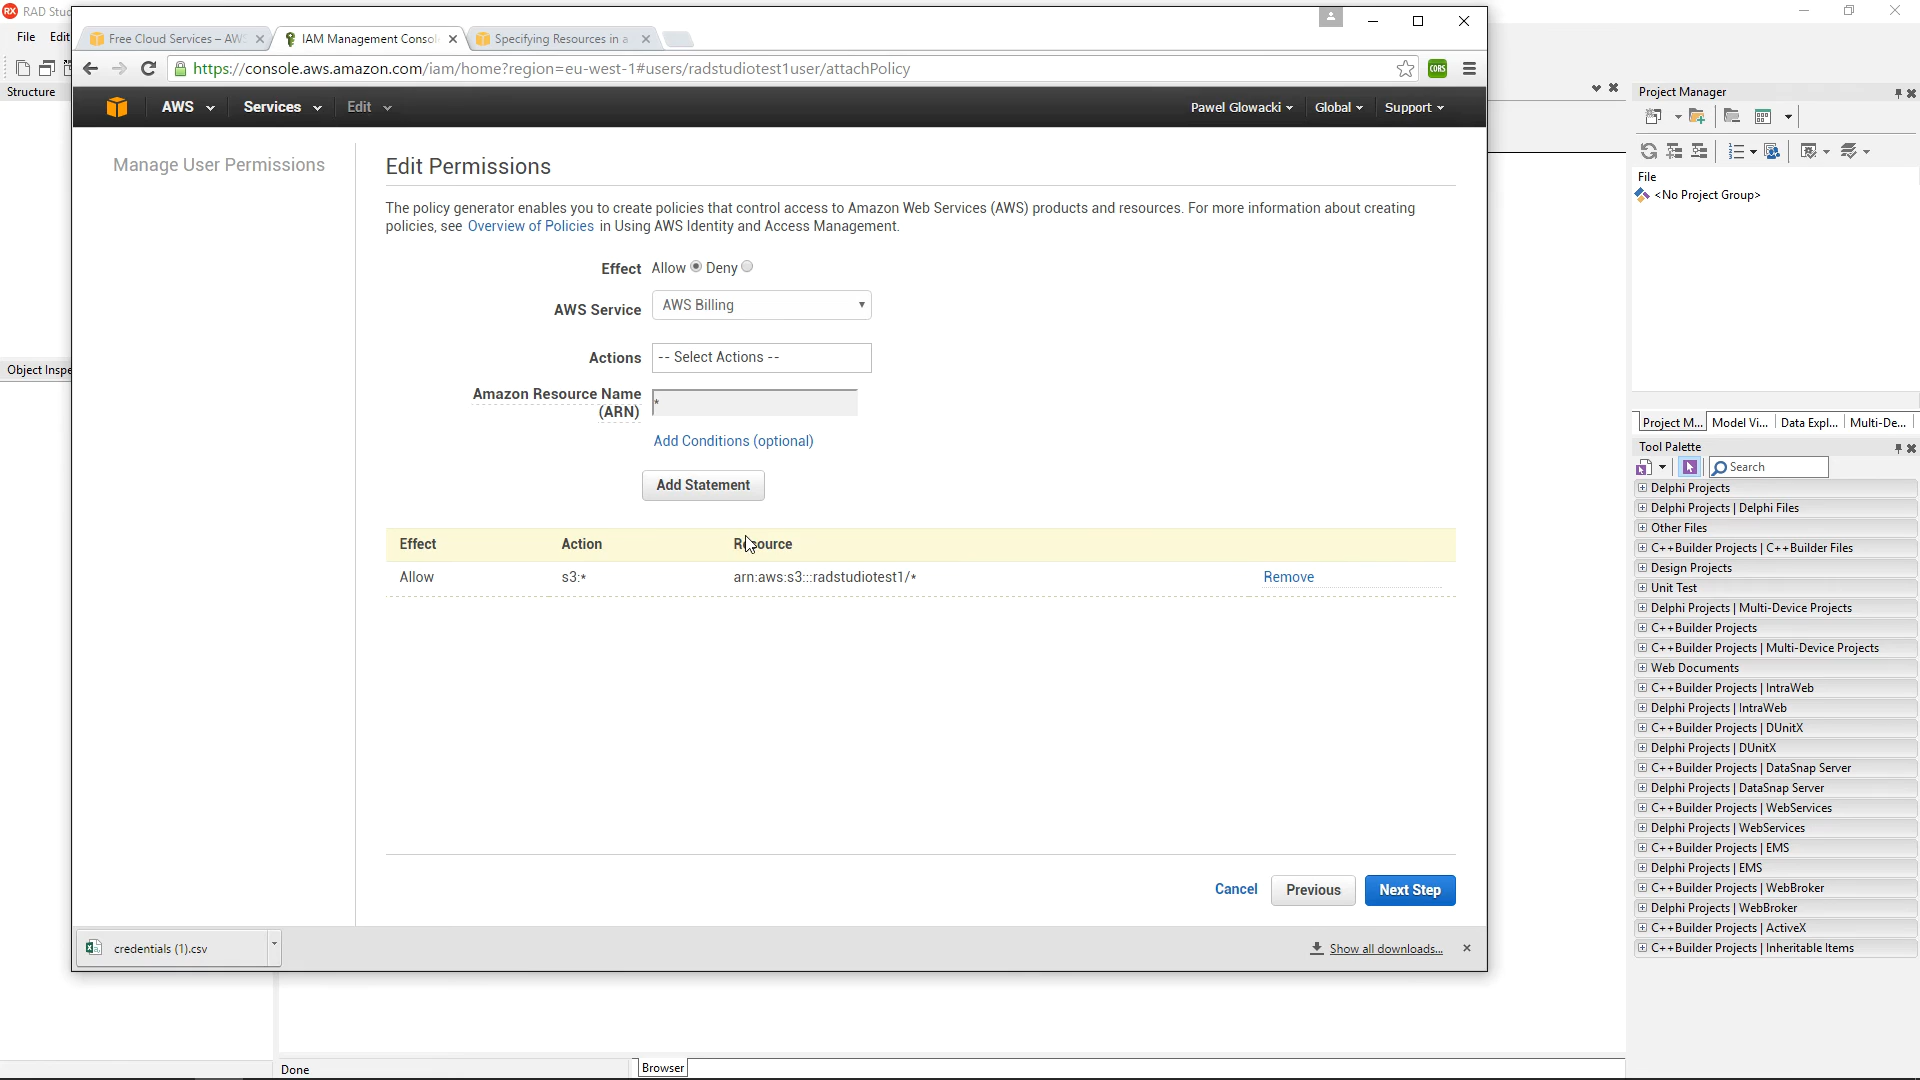 RAD Stu
File Edit
Structure
Object Inspe
Free Cloud Services – AW
IAM Management Consol
Specifying Resources in a
https://console.aws.amazon.com/iam/home?region=eu-west-1#users/radstudiotest1user/attachPolicy
CORS
AWS
Services
Edit
Pawel Glowacki
Global
Support
Manage User Permissions
Edit Permissions
The policy generator enables you to create policies that control access to Amazon Web Services (AWS) products and resources. For more information about creating
policies, see Overview of Policies in Using AWS Identity and Access Management.
Effect Allow Deny
AWS Service AWS Billing
Actions -- Select Actions --
Amazon Resource Name
(ARN)
*
Add Conditions (optional)
Add Statement
Effect Action Resource
Allow s3:* arn:aws:s3:::radstudiotest1/* Remove
Cancel Previous Next Step
credentials (1).csv
Show all downloads...
Done
Browser
Project Manager
File
<No Project Group>
Project M... Model Vi... Data Expl... Multi-De...
Tool Palette
Search
Delphi Projects
Delphi Projects | Delphi Files
Other Files
C++Builder Projects | C++Builder Files
Design Projects
Unit Test
Delphi Projects | Multi-Device Projects
C++Builder Projects
C++Builder Projects | Multi-Device Projects
Web Documents
C++Builder Projects | IntraWeb
Delphi Projects | IntraWeb
C++Builder Projects | DUnitX
Delphi Projects | DUnitX
C++Builder Projects | DataSnap Server
Delphi Projects | DataSnap Server
C++Builder Projects | WebServices
Delphi Projects | WebServices
C++Builder Projects | EMS
Delphi Projects | EMS
C++Builder Projects | WebBroker
Delphi Projects | WebBroker
C++Builder Projects | ActiveX
C++Builder Projects | Inheritable Items